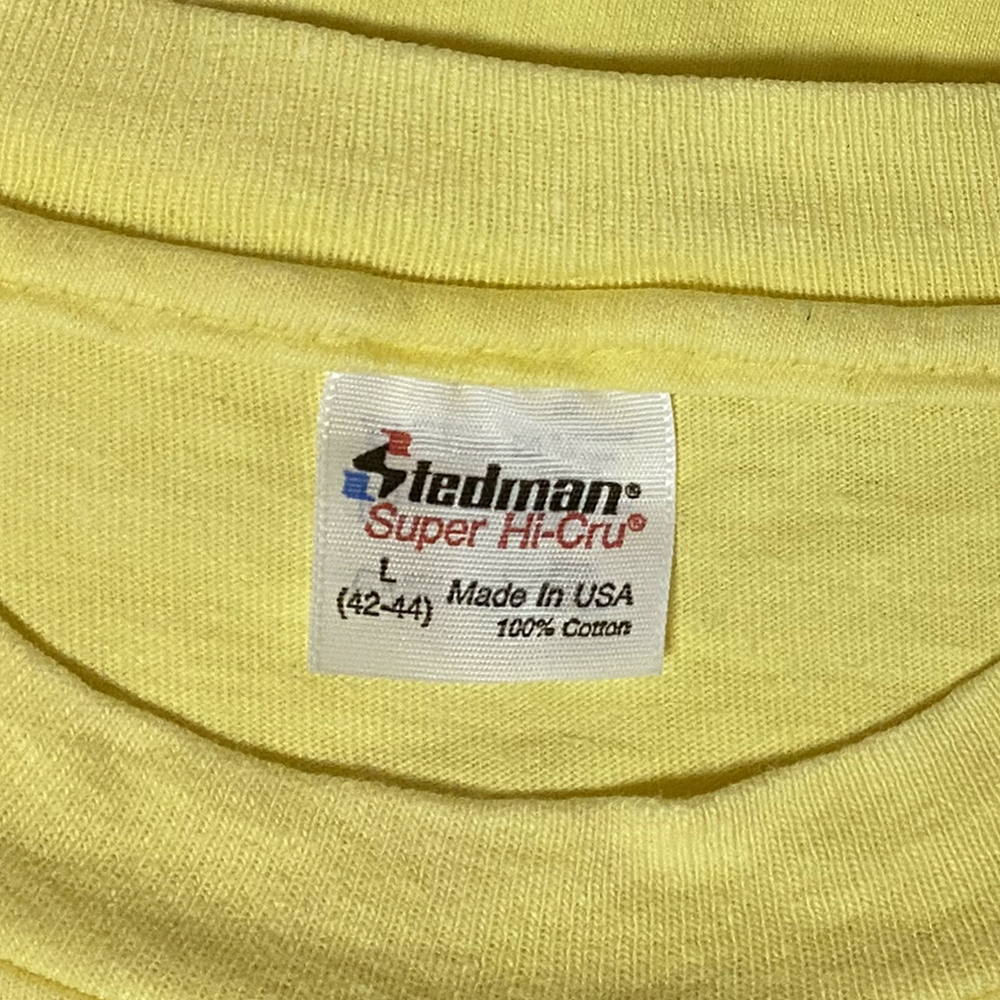 Stedman®
Super Hi-Cru®
L
(42-44)
Made In USA
100% Cotton